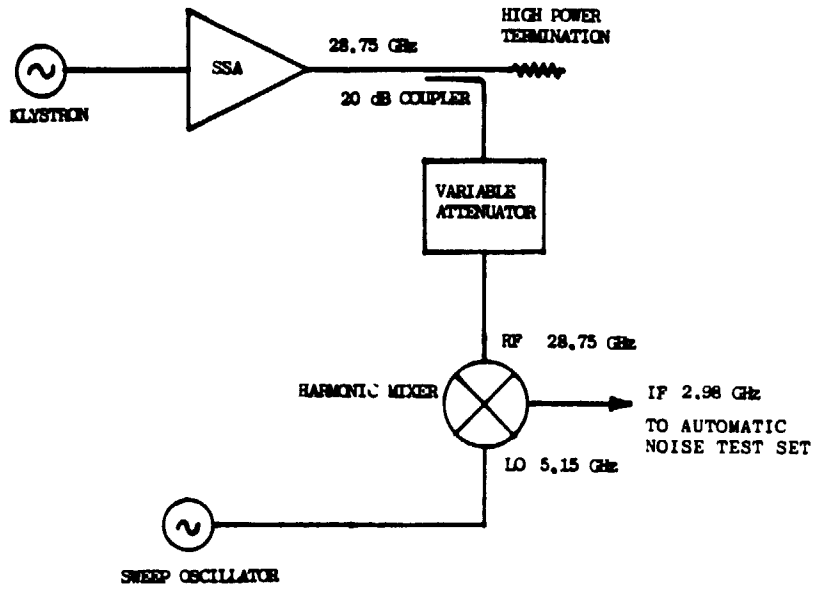 HIGH POWER
TERMINATION
28.75 GHz
SSA
20 dB COUPLER
KLYSTRON
VARIABLE
ATTENUATOR
RF 28.75 GHz
HARMONIC MIXER
IF 2.98 GHz
TO AUTOMATIC
NOISE TEST SET
LO 5.15 GHz
SWEEP OSCILLATOR